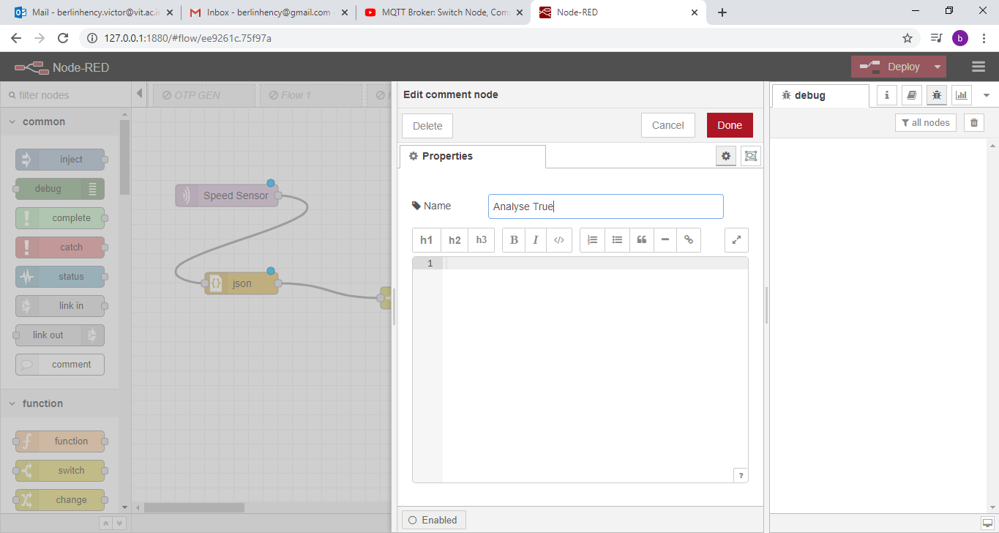 Mail - berlinhency.victor@vit.ac.i
Inbox - berlinhency@gmail.com
MQTT Broker: Switch Node, Com
Node-RED
127.0.0.1:1880/#flow/ee9261c.75f97a
b
Node-RED
Deploy
filter nodes
OTP GEN
Flow 1
Edit comment node
debug
i
common
Delete
Cancel
Done
all nodes
inject
Properties
debug
Speed Sensor
Name
Analyse True
complete
h1 h2 h3 B I </>
catch
1
status
json
link in
link out
comment
function
function
switch
?
change
Enabled